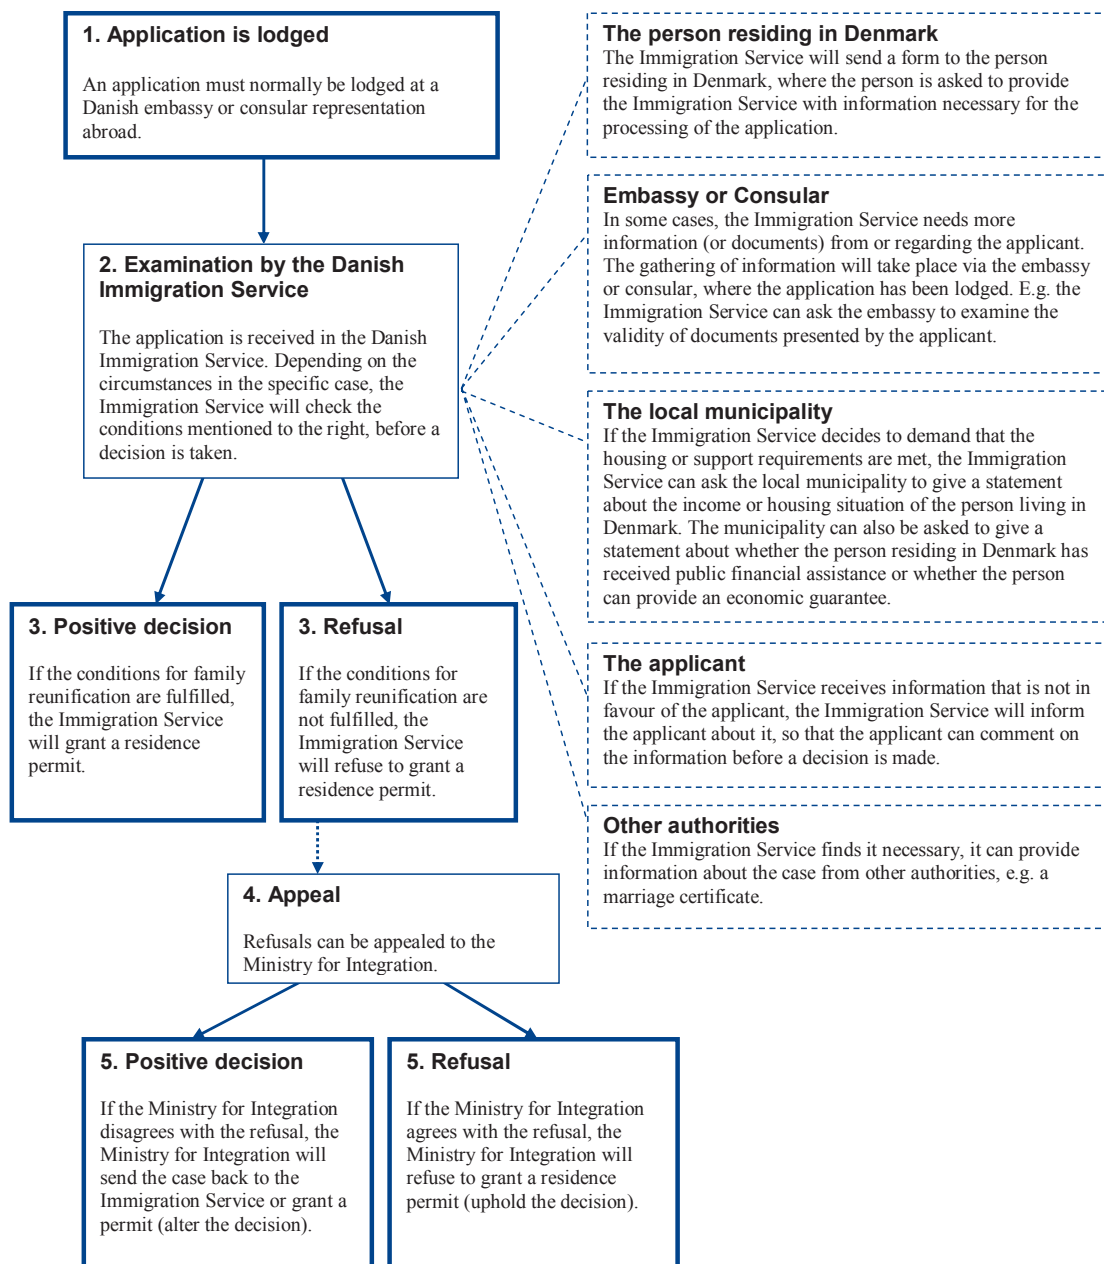 1. Application is lodged
An application must normally be lodged at a
Danish embassy or consular representation
abroad.
2. Examination by the Danish
Immigration Service
The application is received in the Danish
Immigration Service. Depending on the
circumstances in the specific case, the
Immigration Service will check the
conditions mentioned to the right, before a
decision is taken.
3. Positive decision
If the conditions for family
reunification are fulfilled,
the Immigration Service
will grant a residence
permit.
3. Refusal
If the conditions for
family reunification are
not fulfilled, the
Immigration Service
will refuse to grant a
residence permit.
4. Appeal
Refusals can be appealed to the
Ministry for Integration.
5. Positive decision
If the Ministry for Integration
disagrees with the refusal, the
Ministry for Integration will
send the case back to the
Immigration Service or grant a
permit (alter the decision).
5. Refusal
If the Ministry for Integration
agrees with the refusal, the
Ministry for Integration will
refuse to grant a residence
permit (uphold the decision).
The person residing in Denmark
The Immigration Service will send a form to the person
residing in Denmark, where the person is asked to provide
the Immigration Service with information necessary for the
processing of the application.
Embassy or Consular
In some cases, the Immigration Service needs more
information (or documents) from or regarding the applicant.
The gathering of information will take place via the embassy
or consular, where the application has been lodged. E.g. the
Immigration Service can ask the embassy to examine the
validity of documents presented by the applicant.
The local municipality
If the Immigration Service decides to demand that the
housing or support requirements are met, the Immigration
Service can ask the local municipality to give a statement
about the income or housing situation of the person living in
Denmark. The municipality can also be asked to give a
statement about whether the person residing in Denmark has
received public financial assistance or whether the person
can provide an economic guarantee.
The applicant
If the Immigration Service receives information that is not in
favour of the applicant, the Immigration Service will inform
the applicant about it, so that the applicant can comment on
the information before a decision is made.
Other authorities
If the Immigration Service finds it necessary, it can provide
information about the case from other authorities, e.g. a
marriage certificate.